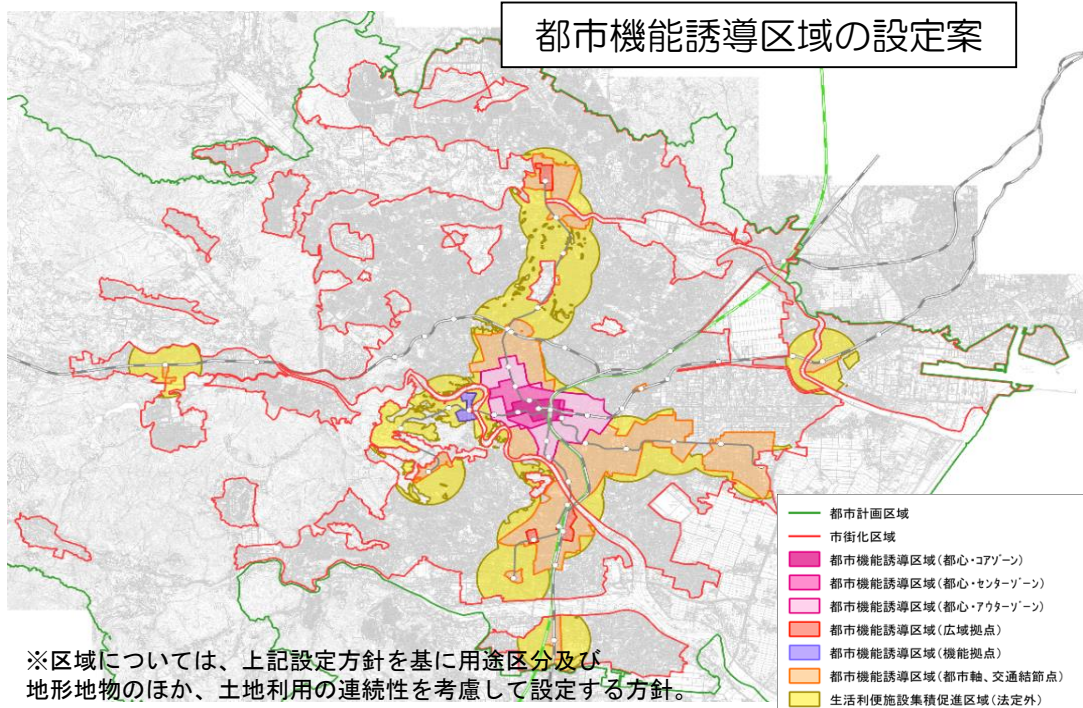 都市機能誘導区域の設定案
都市計画区域
市街化区域
都市機能誘導区域(都心・コアゾーン)
都市機能誘導区域(都心・センターゾーン)
都市機能誘導区域(都心・アウターゾーン)
都市機能誘導区域(広域拠点)
都市機能誘導区域(機能拠点)
都市機能誘導区域(都市軸、交通結節点)
生活利便施設集積促進区域(法定外)
※区域については、上記設定方針を基に用途区分及び
地形地物のほか、土地利用の連続性を考慮して設定する方針。